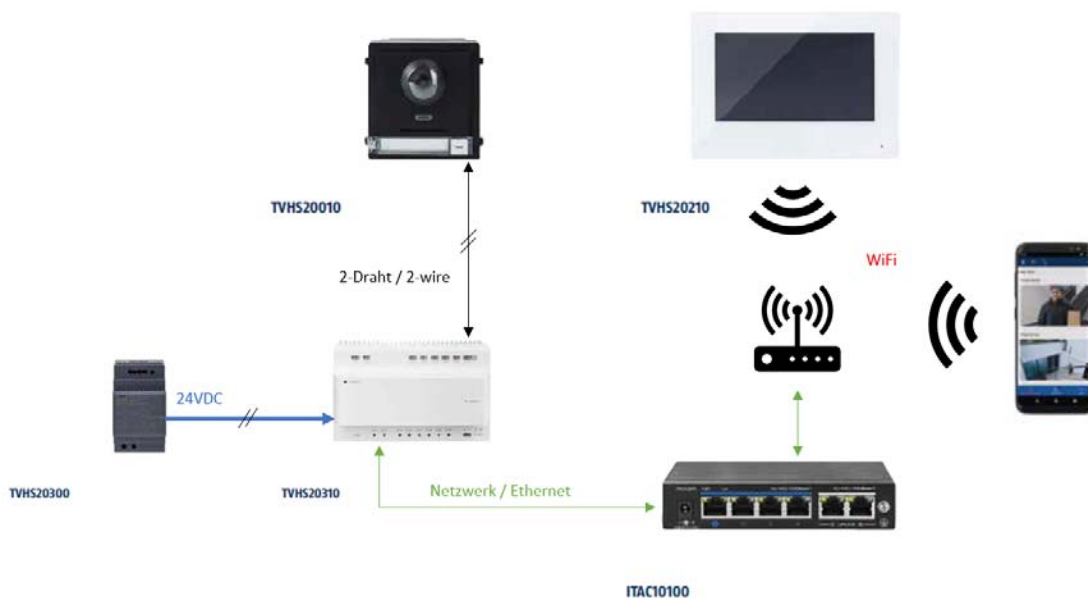 TVHS20010
TVHS20210
2-Draht / 2-wire
WiFi
24VDC
TVHS20300
TVHS20310
Netzwerk / Ethernet
ITAC10100